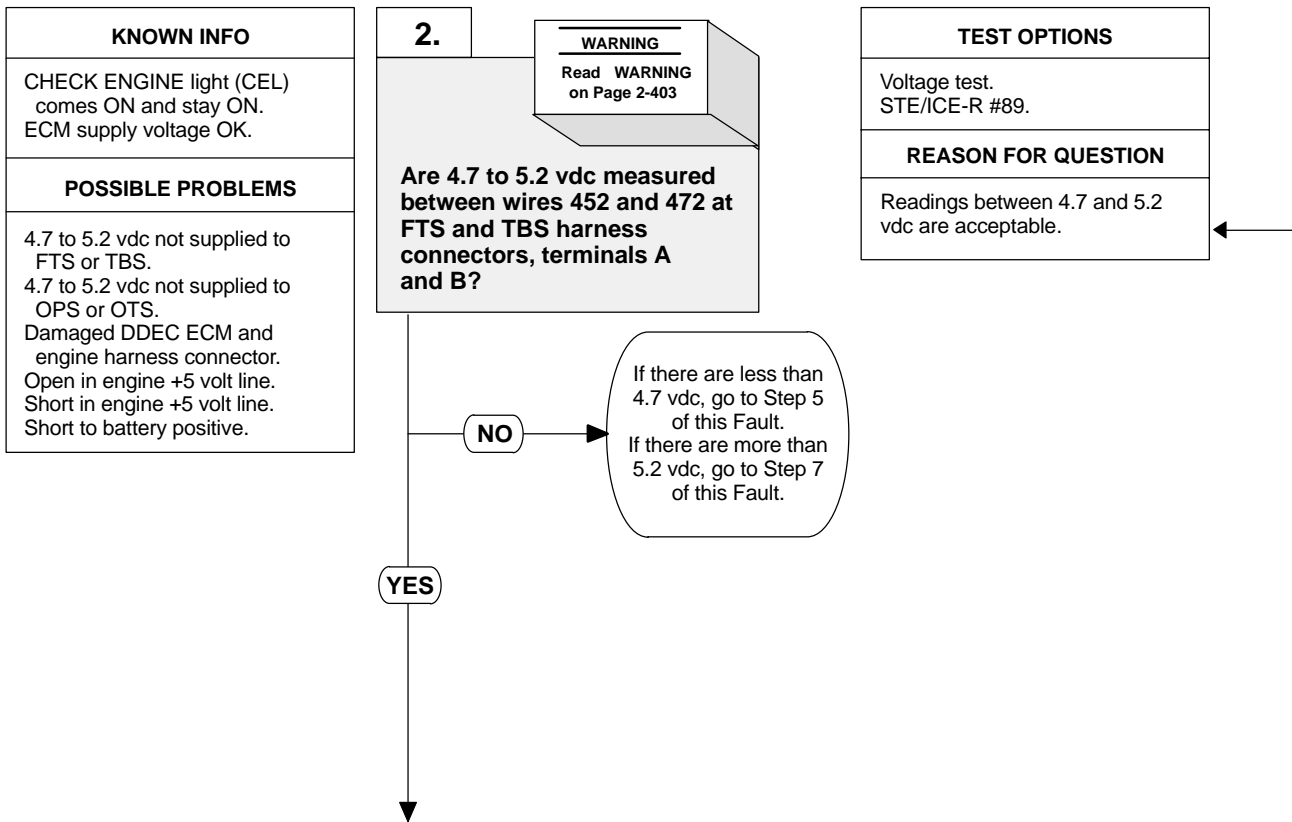 KNOWN INFO
CHECK ENGINE light (CEL)
comes ON and stay ON.
ECM supply voltage OK.
POSSIBLE PROBLEMS
4.7 to 5.2 vdc not supplied to
FTS or TBS.
4.7 to 5.2 vdc not supplied to
OPS or OTS.
Damaged DDEC ECM and
engine harness connector.
Open in engine +5 volt line.
Short in engine +5 volt line.
Short to battery positive.
2.
WARNING
Read WARNING
on Page 2-403
Are 4.7 to 5.2 vdc measured
between wires 452 and 472 at
FTS and TBS harness
connectors, terminals A
and B?
TEST OPTIONS
Voltage test.
STE/ICE-R #89.
REASON FOR QUESTION
Readings between 4.7 and 5.2
vdc are acceptable.
NO
If there are less than
4.7 vdc, go to Step 5
of this Fault.
If there are more than
5.2 vdc, go to Step 7
of this Fault.
YES